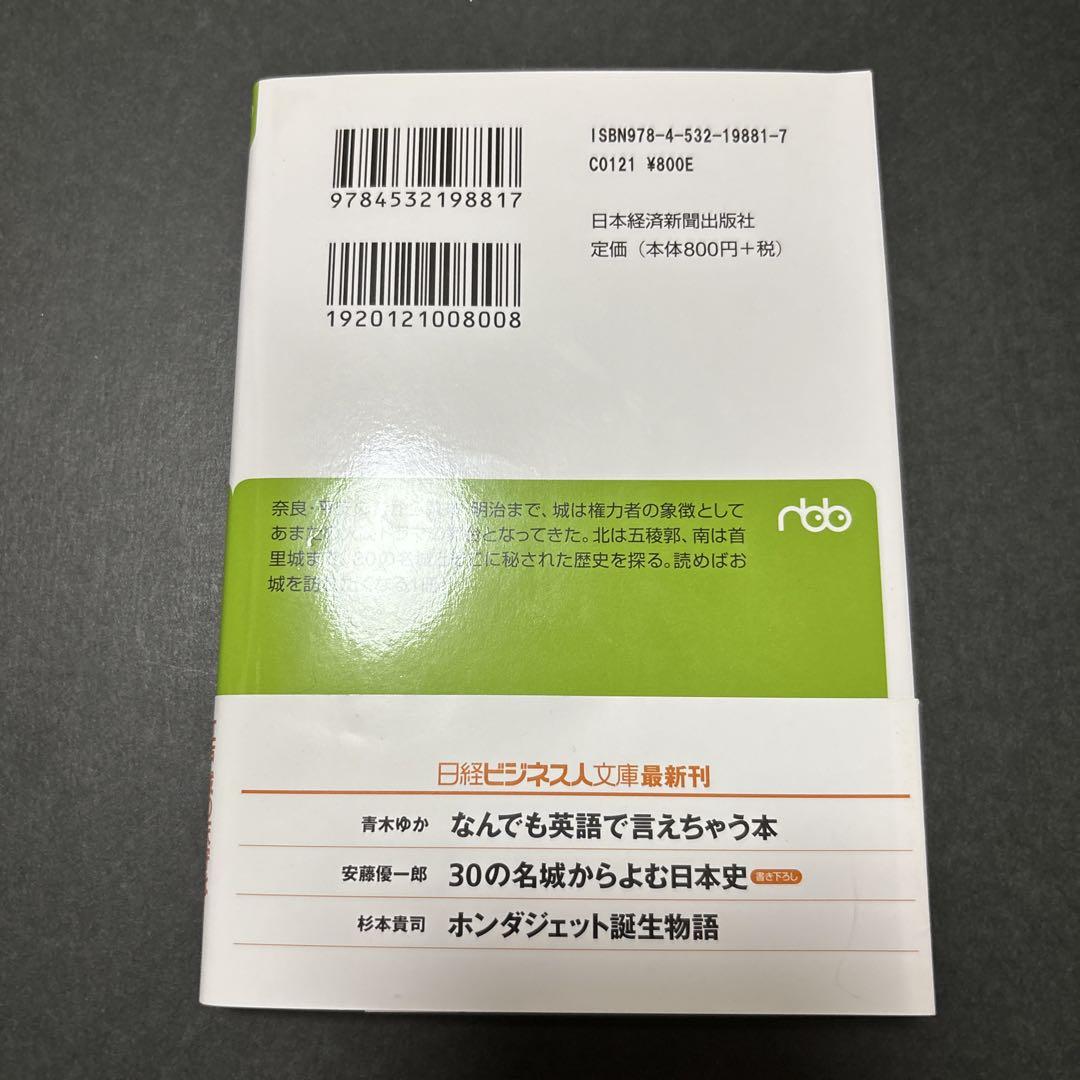 9784532198817
1920121008008
ISBN978-4-532-19881-7
C0121 ¥800E
日本経済新聞出版社
定価（本体800円＋税）
奈良・ 明治まで、城は権力者の象徴として
あまた となってきた。北は五稜郭、南は首
里城ま 30の名城 に秘された歴史を探る。読めばお
城を訪
nbb
日経ビジネス人文庫最新刊
青木ゆか なんでも英語で言えちゃう本
安藤優一郎 30の名城からよむ日本史 書き下ろし
杉本貴司 ホンダジェット誕生物語